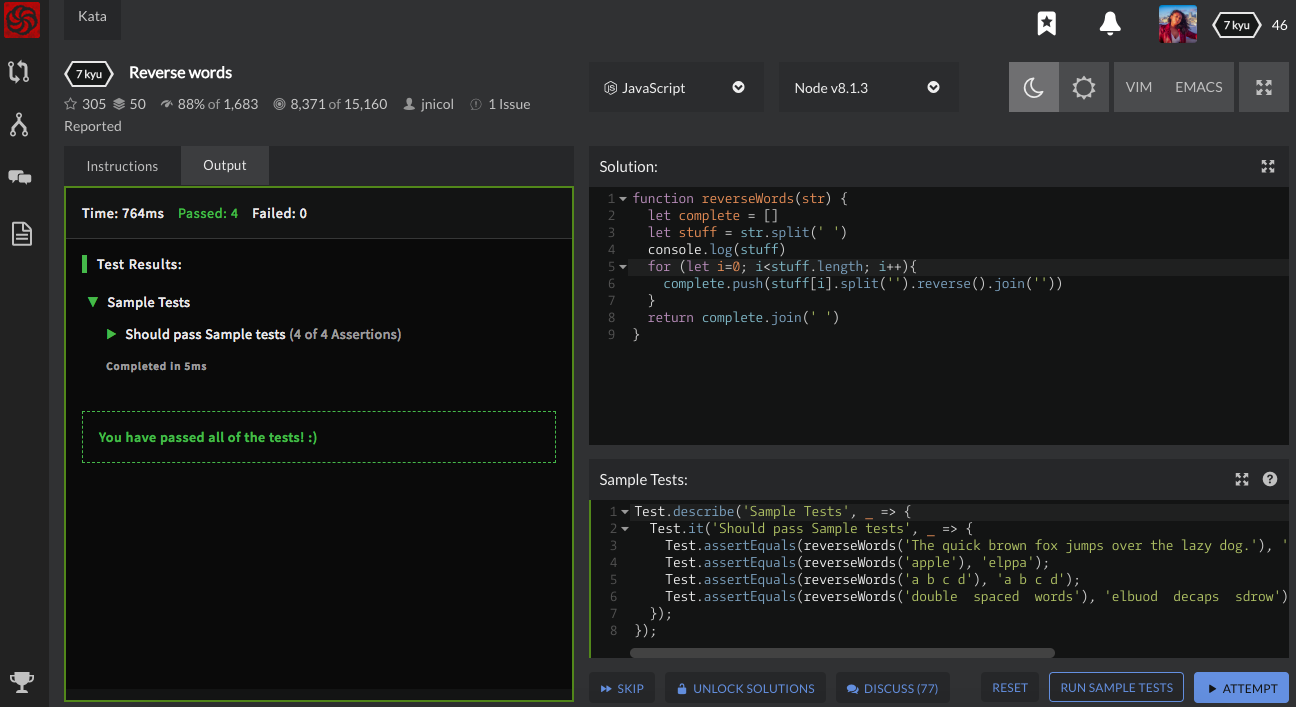 Kata
7 kyu
46
7 kyu Reverse words
305 50 88% of 1,683 8,371 of 15,160 jnicol 1 Issue
Reported
JavaScript
Node v8.1.3
VIM EMACS
Instructions Output
Time: 764ms Passed: 4 Failed: 0
Test Results:
Sample Tests
Should pass Sample tests (4 of 4 Assertions)
Completed in 5ms
You have passed all of the tests! :)
Solution:
1 function reverseWords(str) {
2 let complete = []
3 let stuff = str.split(' ')
4 console.log(stuff)
5 for (let i=0; i<stuff.length; i++){
6 complete.push(stuff[i].split('').reverse().join(''))
7 }
8 return complete.join(' ')
9 }
Sample Tests:
1 Test.describe('Sample Tests', _ => {
2 Test.it('Should pass Sample tests', _ => {
3 Test.assertEquals(reverseWords('The quick brown fox jumps over the lazy dog.'), '
4 Test.assertEquals(reverseWords('apple'), 'elppa');
5 Test.assertEquals(reverseWords('a b c d'), 'a b c d');
6 Test.assertEquals(reverseWords('double  spaced  words'), 'elbuod  decaps  sdrow')
7 });
8 });
SKIP UNLOCK SOLUTIONS DISCUSS (77) RESET RUN SAMPLE TESTS ATTEMPT